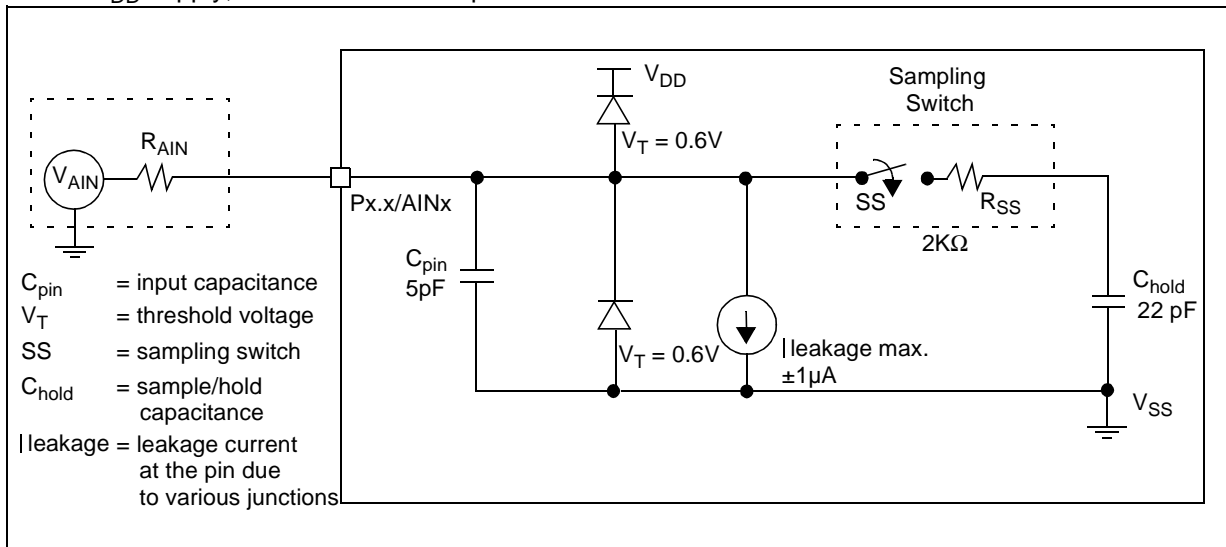 V_DD
Sampling
Switch
R_AIN
V_T = 0.6V
V_AIN
Px.x/AINx
SS
R_SS
2KΩ
C_pin
5pF
C_hold
22 pF
V_T = 0.6V
I leakage max.
±1µA
V_SS
C_pin = input capacitance
V_T = threshold voltage
SS = sampling switch
C_hold = sample/hold
capacitance
I leakage = leakage current
at the pin due
to various junctions